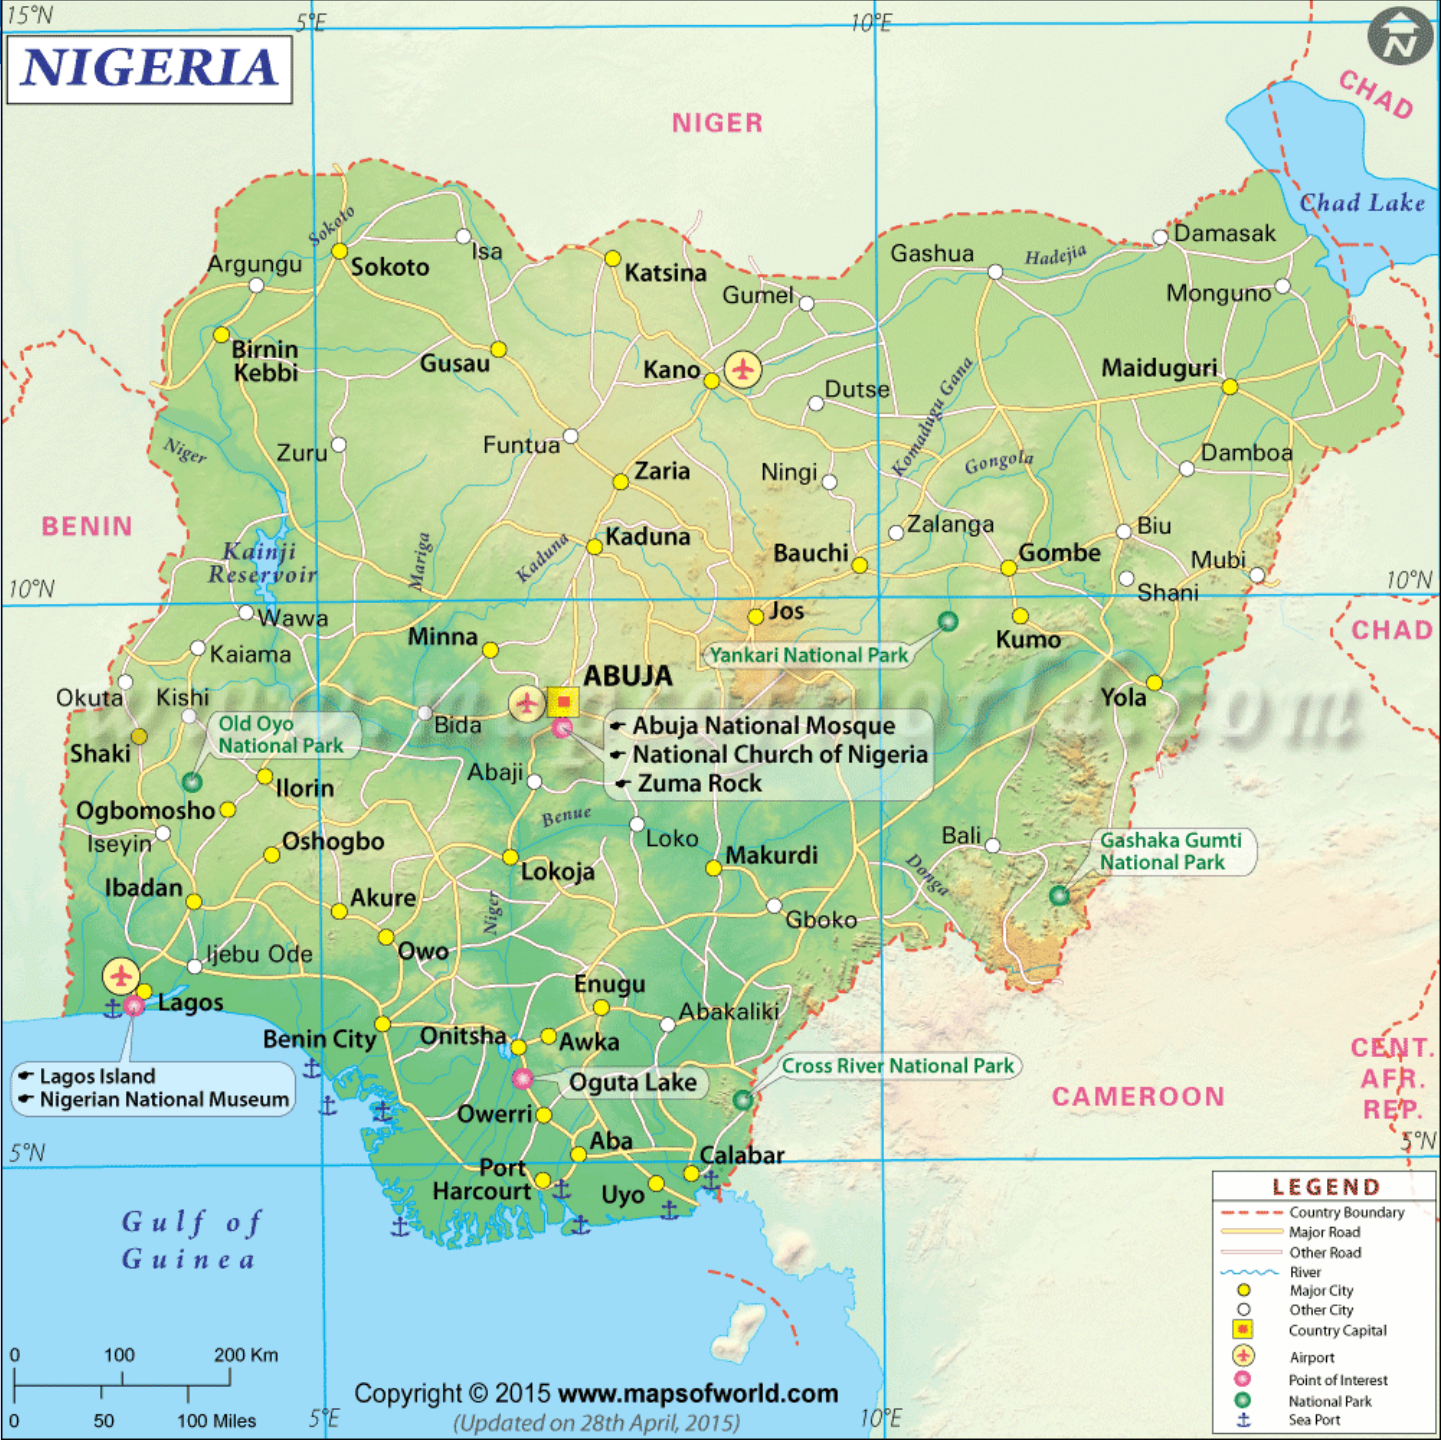 15°N
5°E
10°E
N
NIGERIA
CHAD
NIGER
Chad Lake
Sokoto
Isa
Argungu
Sokoto
Katsina
Gashua
Hadejia
Damasak
Gumel
Monguno
Birnin
Kebbi
Gusau
Kano
Maiduguri
Dutse
Komadugu Gana
Niger
Zuru
Funtua
Zaria
Ningi
Gongola
Damboa
BENIN
Kainji
Reservoir
Mariga
Kaduna
Kaduna
Zalanga
Biu
Bauchi
Gombe
Mubi
10°N
10°N
Shani
Wawa
Jos
Kumo
CHAD
Minna
Yankari National Park
Kaiama
ABUJA
Okuta
Kishi
Yola
www.mapsofworld.com
Old Oyo
National Park
Bida
Abuja National Mosque
National Church of Nigeria
Zuma Rock
Shaki
Abaji
Ilorin
Ogbomosho
Benue
Iseyin
Oshogbo
Loko
Bali
Gashaka Gumti
National Park
Makurdi
Lokoja
Donga
Ibadan
Akure
Niger
Gboko
Owo
Ijebu Ode
Enugu
Lagos
Abakaliki
Benin City
Onitsha
Awka
CENT.
AFR.
REP.
Lagos Island
Nigerian National Museum
Oguta Lake
Cross River National Park
CAMEROON
Owerri
Aba
5°N
5°N
Calabar
Port
Harcourt
Uyo
Gulf of
Guinea
LEGEND
Country Boundary
Major Road
Other Road
River
Major City
Other City
Country Capital
Airport
Point of Interest
National Park
Sea Port
0 100 200 Km
0 50 100 Miles
Copyright © 2015 www.mapsofworld.com
(Updated on 28th April, 2015)
5°E
10°E